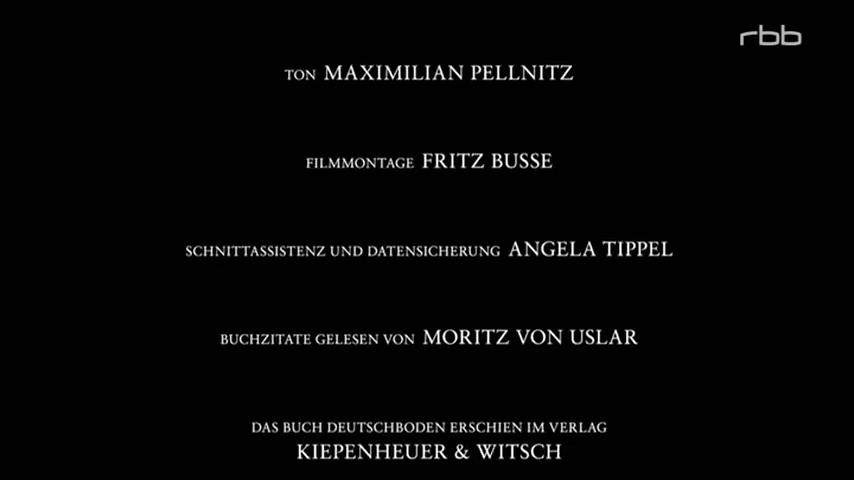 rbb
TON MAXIMILIAN PELLNITZ
FILMMONTAGE FRITZ BUSSE
SCHNITTASSISTENZ UND DATENSICHERUNG ANGELA TIPPEL
BUCHZITATE GELESEN VON MORITZ VON USLAR
DAS BUCH DEUTSCHBODEN ERSCHIEN IM VERLAG
KIEPENHEUER & WITSCH